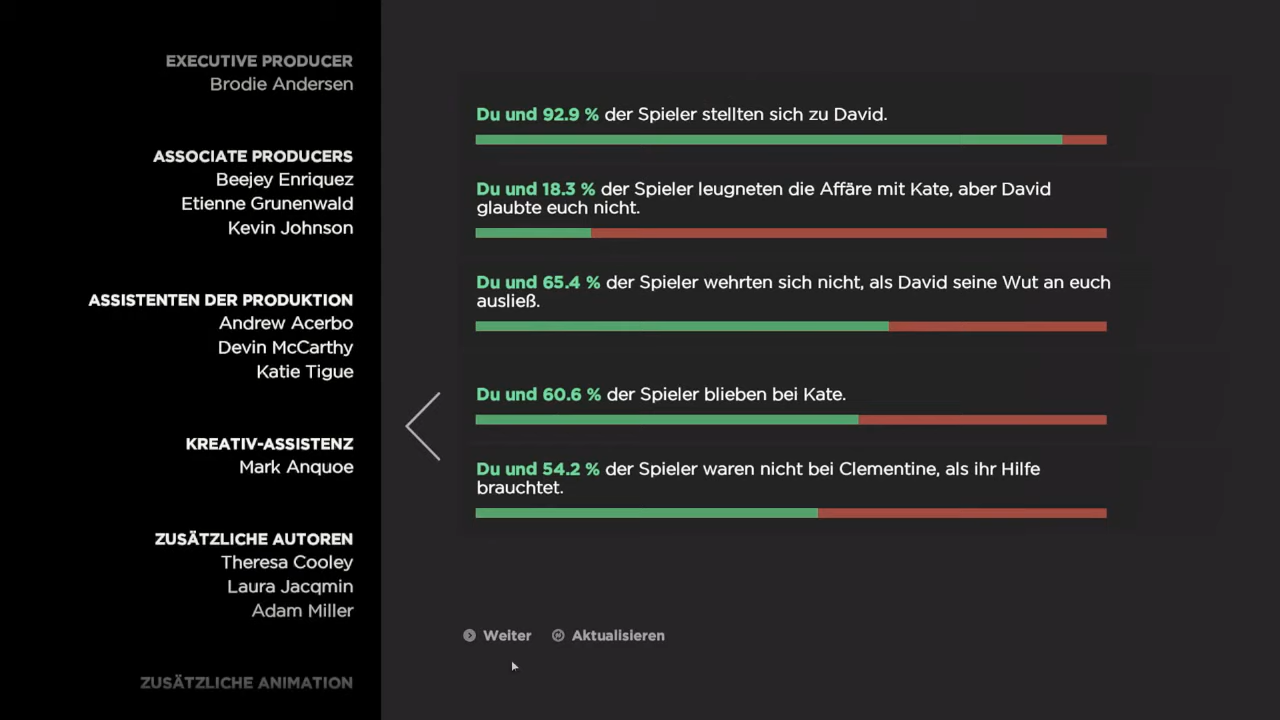 EXECUTIVE PRODUCER
Brodie Andersen
ASSOCIATE PRODUCERS
Beejey Enriquez
Etienne Grunenwald
Kevin Johnson
ASSISTENTEN DER PRODUKTION
Andrew Acerbo
Devin McCarthy
Katie Tigue
KREATIV-ASSISTENZ
Mark Anquoe
ZUSÄTZLICHE AUTOREN
Theresa Cooley
Laura Jacqmin
Adam Miller
ZUSÄTZLICHE ANIMATION
Du und 92.9 % der Spieler stellten sich zu David.
Du und 18.3 % der Spieler leugneten die Affäre mit Kate, aber David
glaubte euch nicht.
Du und 65.4 % der Spieler wehrten sich nicht, als David seine Wut an euch
ausließ.
Du und 60.6 % der Spieler blieben bei Kate.
Du und 54.2 % der Spieler waren nicht bei Clementine, als ihr Hilfe
brauchtet.
Weiter Aktualisieren